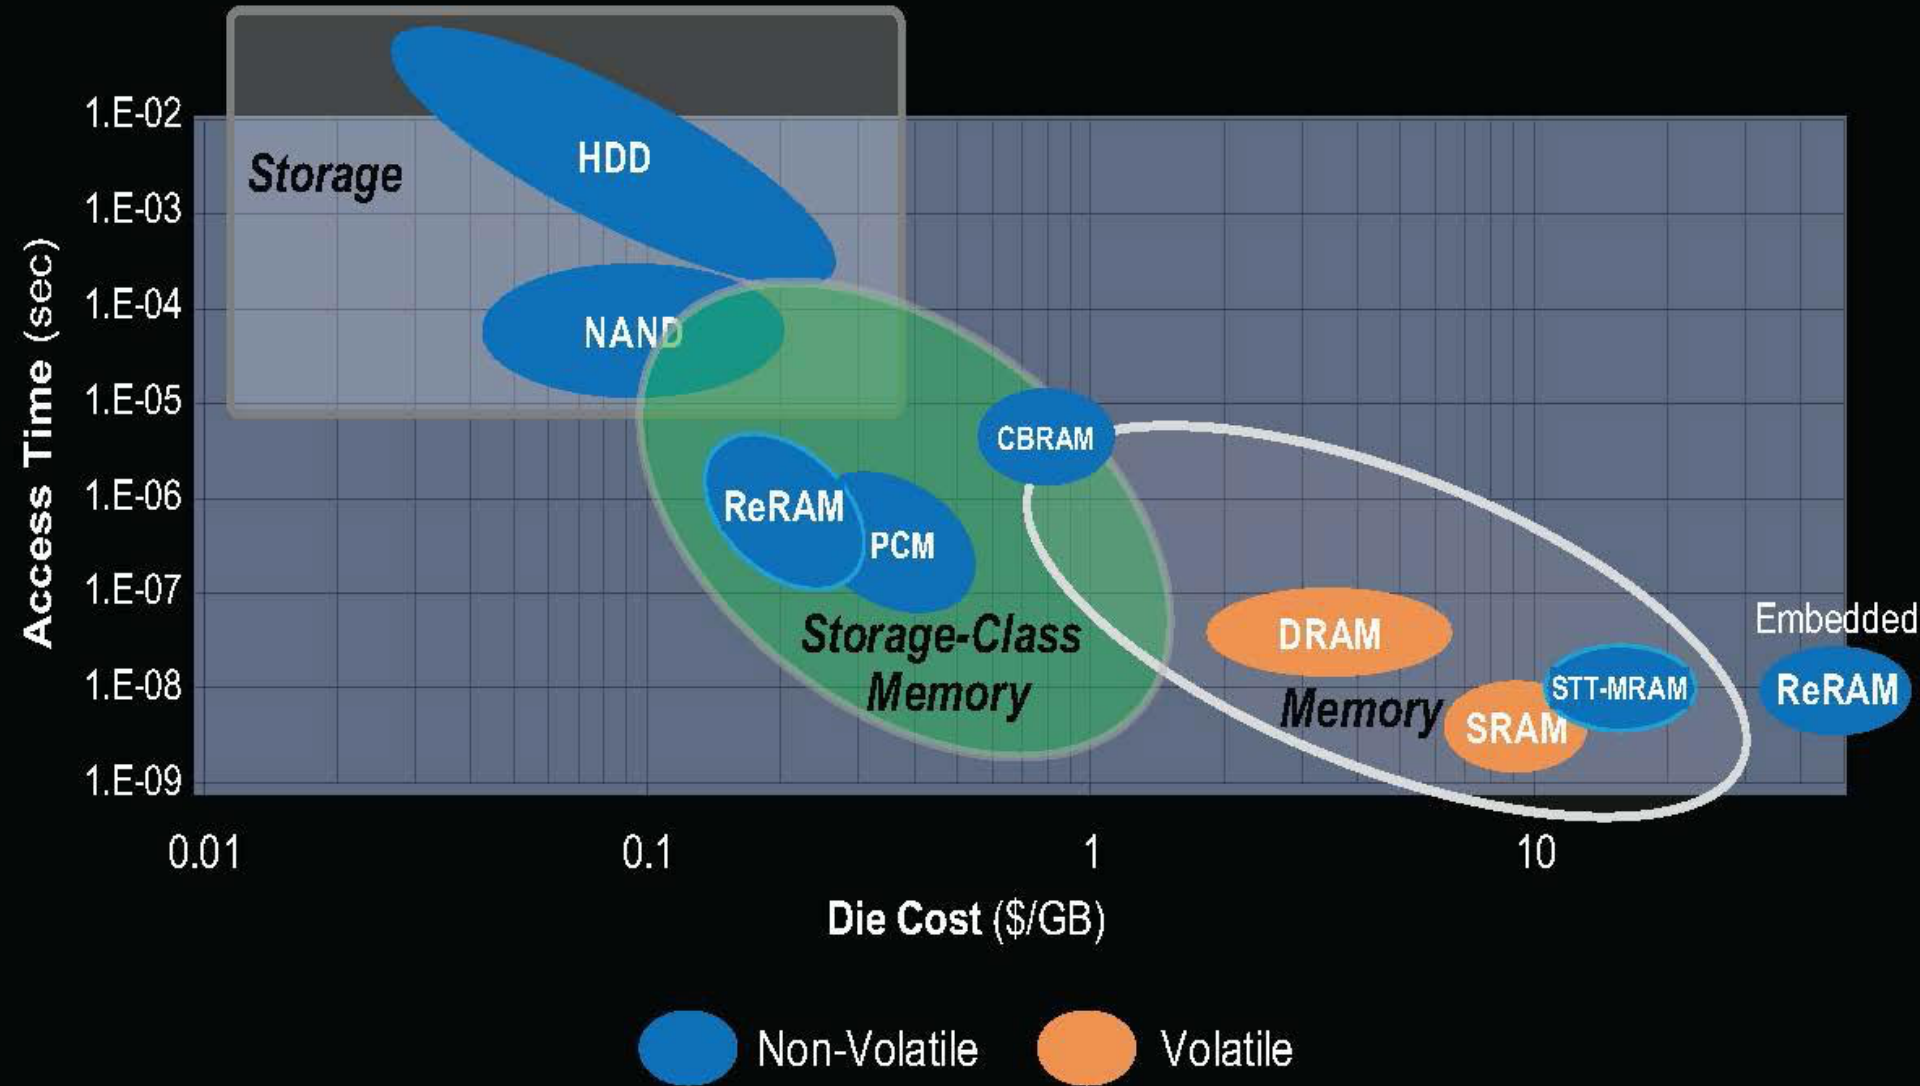 1.E-02
1.E-03
1.E-04
1.E-05
1.E-06
1.E-07
1.E-08
1.E-09
Access Time (sec)
Storage
HDD
NAND
CBRAM
ReRAM
PCM
Storage-Class
Memory
DRAM
Memory
SRAM
STT-MRAM
Embedded
ReRAM
0.01
0.1
1
10
Die Cost ($/GB)
Non-Volatile
Volatile